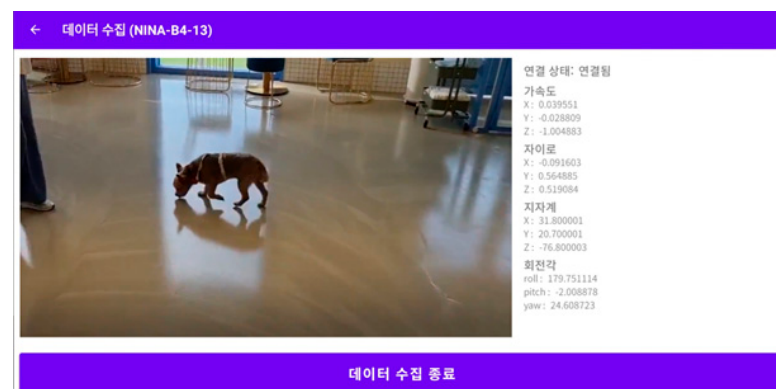 ← 데이터 수집 (NINA-B4-13)
연결 상태: 연결됨
가속도
X : 0.039551
Y : -0.028809
Z : -1.004883
자이로
X : -0.091603
Y : 0.564885
Z : 0.519084
지자계
X : 31.800001
Y : 20.700001
Z : -76.800003
회전각
roll : 179.751114
pitch : -2.008878
yaw : 24.608723
데이터 수집 종료